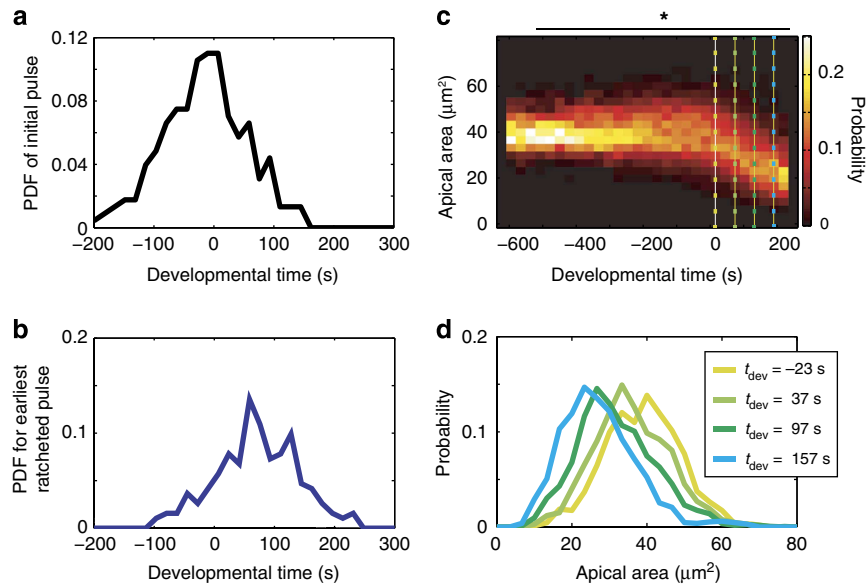 a
PDF of initial pulse
0.12
0.08
0.04
0
−200
−100
0
100
200
300
Developmental time (s)
b
PDF for earliest
ratcheted pulse
0.2
0.1
0
−200
−100
0
100
200
300
Developmental time (s)
c
*
Apical area (μm²)
60
40
20
0
−600
−400
−200
0
200
Developmental time (s)
0.2
0.1
0
Probability
d
Probability
0.2
0.1
0
0
20
40
60
80
Apical area (μm²)
tdev = −23 s
tdev = 37 s
tdev = 97 s
tdev = 157 s